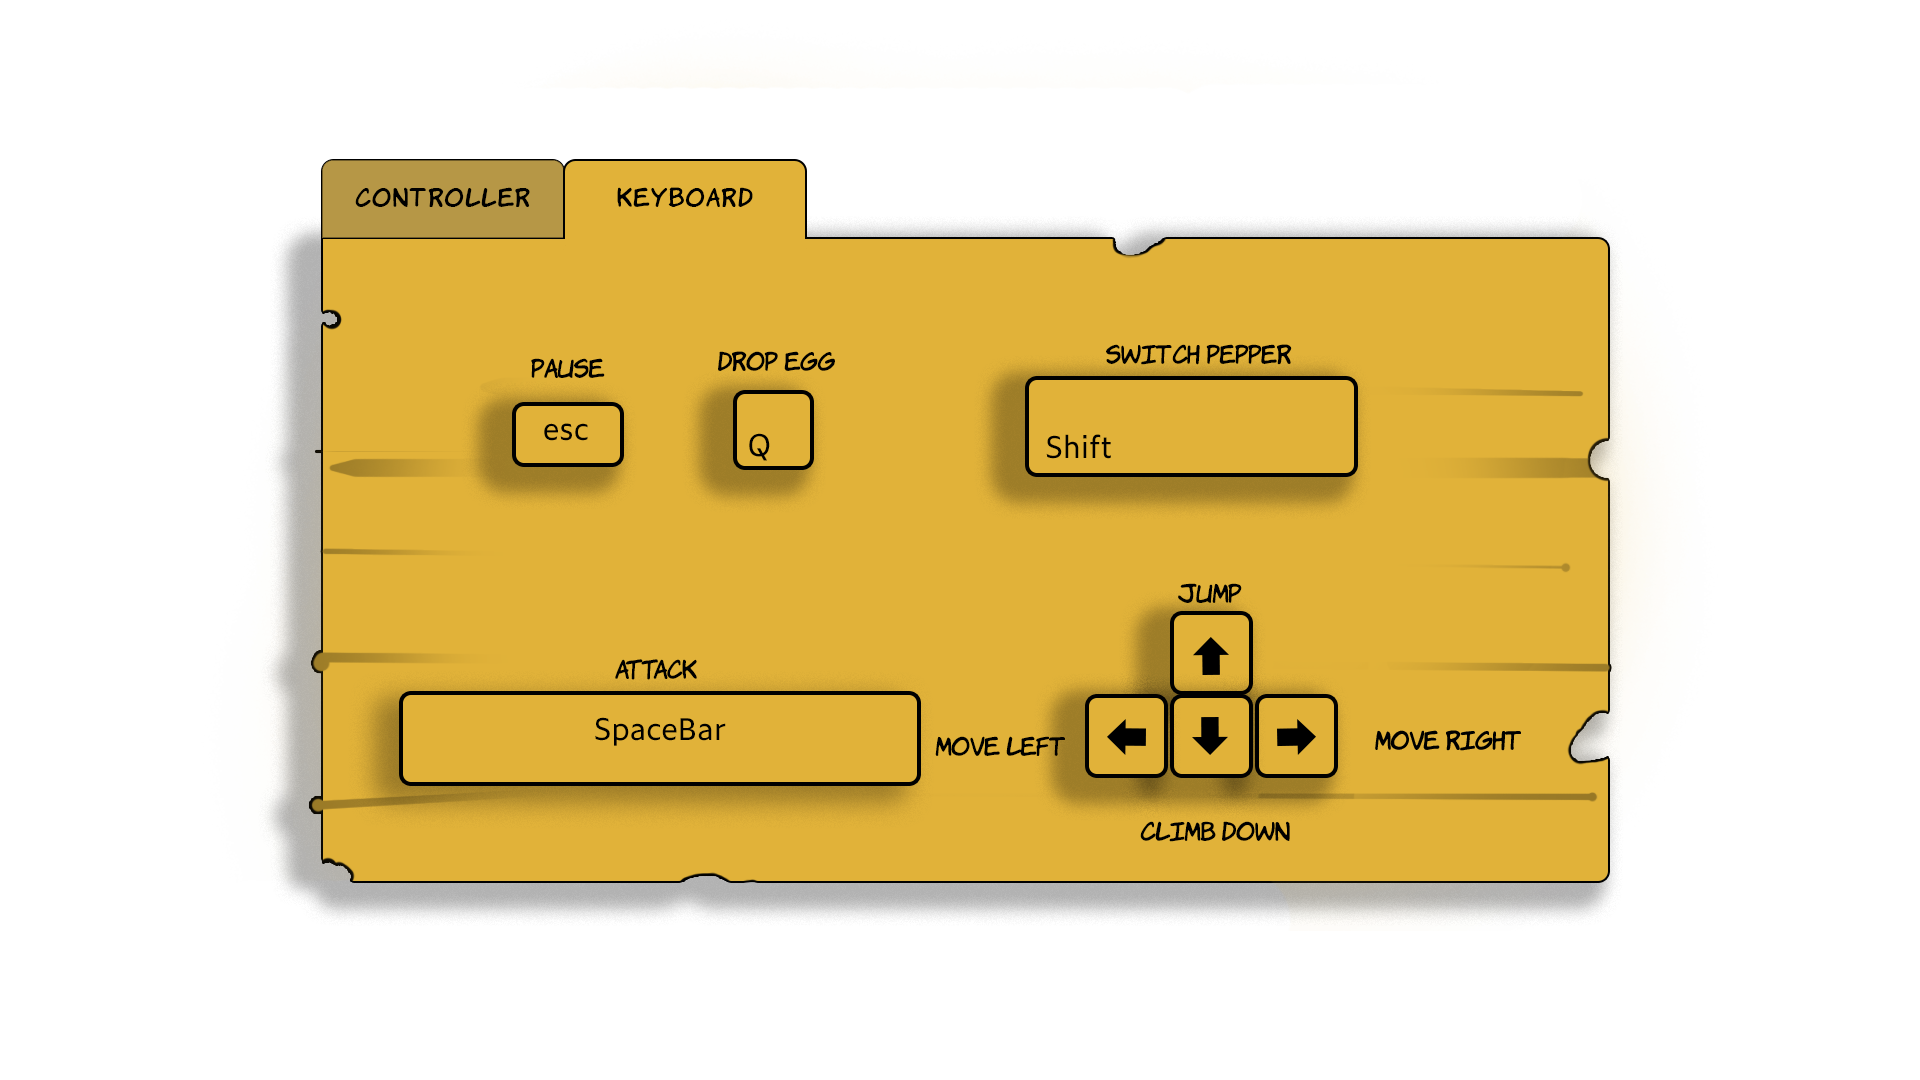 CONTROLLER
KEYBOARD
PAUSE
DROP EGG
SWITCH PEPPER
esc
Q
Shift
JUMP
ATTACK
SpaceBar
MOVE LEFT
MOVE RIGHT
CLIMB DOWN